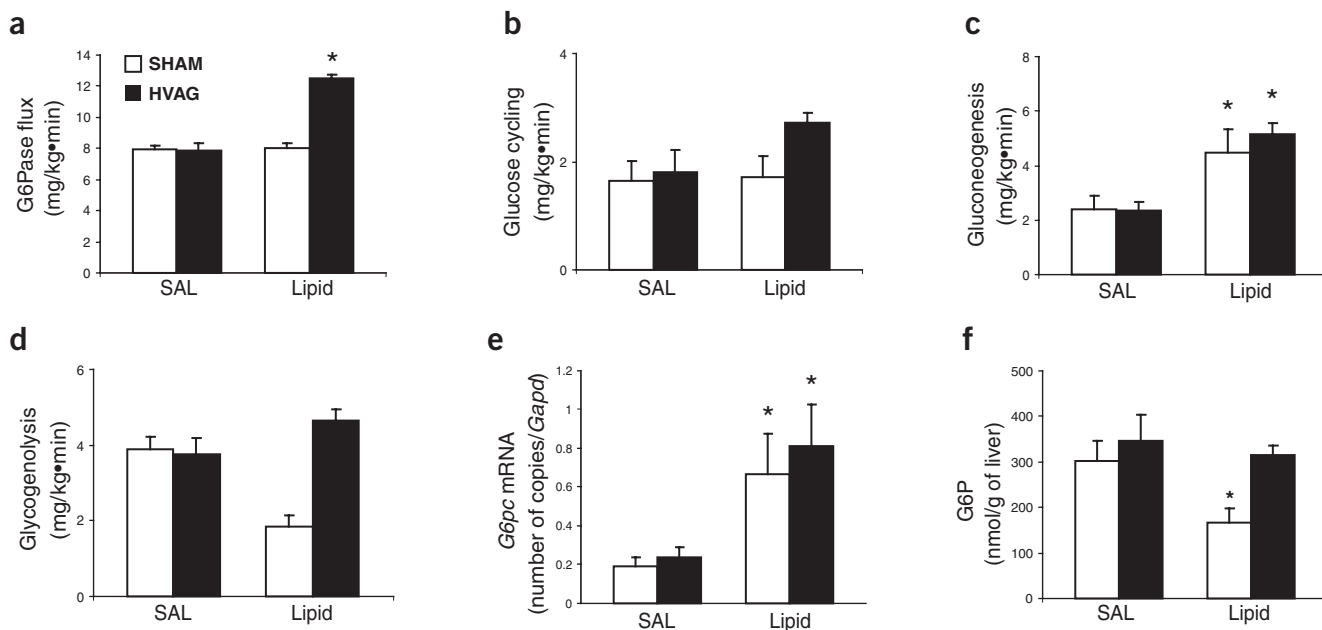 a
G6Pase flux
(mg/kg•min)
14
12
10
8
6
4
2
0
SHAM
HVAG
*
SAL
Lipid
b
Glucose cycling
(mg/kg•min)
4
2
0
SAL
Lipid
c
Gluconeogenesis
(mg/kg•min)
8
6
4
2
0
*
*
SAL
Lipid
d
Glycogenolysis
(mg/kg•min)
6
4
2
0
SAL
Lipid
e
G6pc mRNA
(number of copies/Gapd)
1.2
1
0.8
0.6
0.4
0.2
0
*
*
SAL
Lipid
f
G6P
(nmol/g of liver)
500
400
300
200
100
0
*
SAL
Lipid